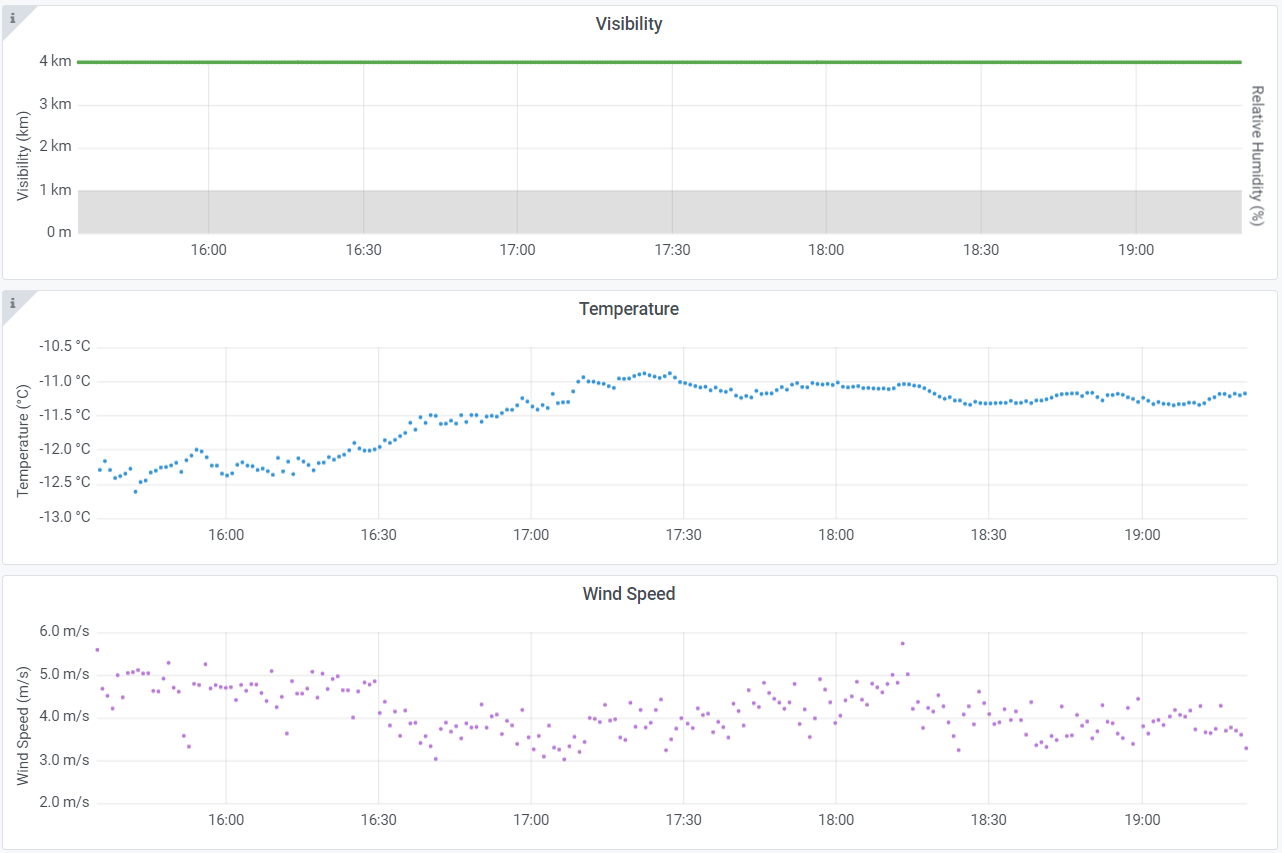 i
Visibility
4 km
3 km
2 km
1 km
0 m
Visibility (km)
Relative Humidity (%)
16:00 16:30 17:00 17:30 18:00 18:30 19:00
i
Temperature
-10.5 °C
-11.0 °C
-11.5 °C
-12.0 °C
-12.5 °C
-13.0 °C
Temperature (°C)
16:00 16:30 17:00 17:30 18:00 18:30 19:00
Wind Speed
6.0 m/s
5.0 m/s
4.0 m/s
3.0 m/s
2.0 m/s
Wind Speed (m/s)
16:00 16:30 17:00 17:30 18:00 18:30 19:00